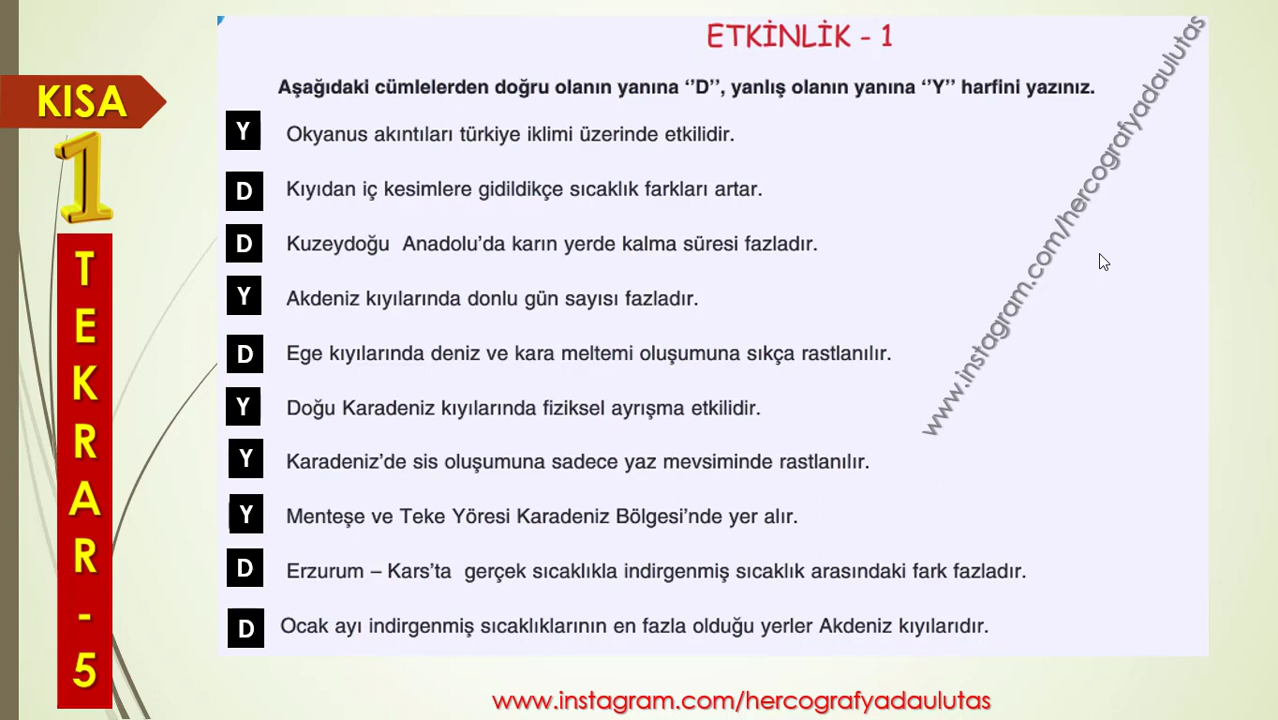 ETKİNLİK - 1
Aşağıdaki cümlelerden doğru olanın yanına ‘’D’’, yanlış olanın yanına ‘’Y’’ harfini yazınız.
KISA
1
T
E
K
R
A
R
-
5
Y Okyanus akıntıları türkiye iklimi üzerinde etkilidir.
D Kıyıdan iç kesimlere gidildikçe sıcaklık farkları artar.
D Kuzeydoğu Anadolu’da karın yerde kalma süresi fazladır.
Y Akdeniz kıyılarında donlu gün sayısı fazladır.
D Ege kıyılarında deniz ve kara meltemi oluşumuna sıkça rastlanılır.
Y Doğu Karadeniz kıyılarında fiziksel ayrışma etkilidir.
Y Karadeniz’de sis oluşumuna sadece yaz mevsiminde rastlanılır.
Y Menteşe ve Teke Yöresi Karadeniz Bölgesi’nde yer alır.
D Erzurum – Kars’ta gerçek sıcaklıkla indirgenmiş sıcaklık arasındaki fark fazladır.
D Ocak ayı indirgenmiş sıcaklıklarının en fazla olduğu yerler Akdeniz kıyılarıdır.
www.instagram.com/hercografyadaulutas
www.instagram.com/hercografyadaulutas